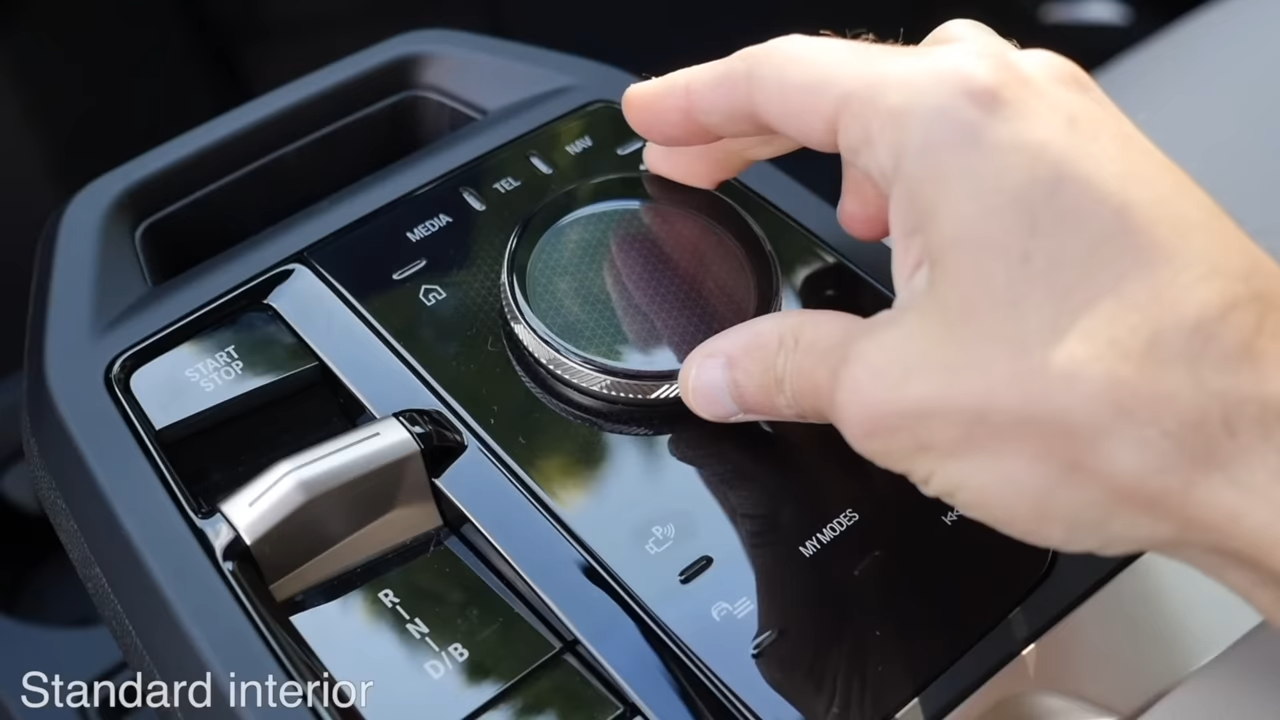 MEDIA
TEL
NAV
START
STOP
P
MY MODES
R
N
D/B
Standard interior